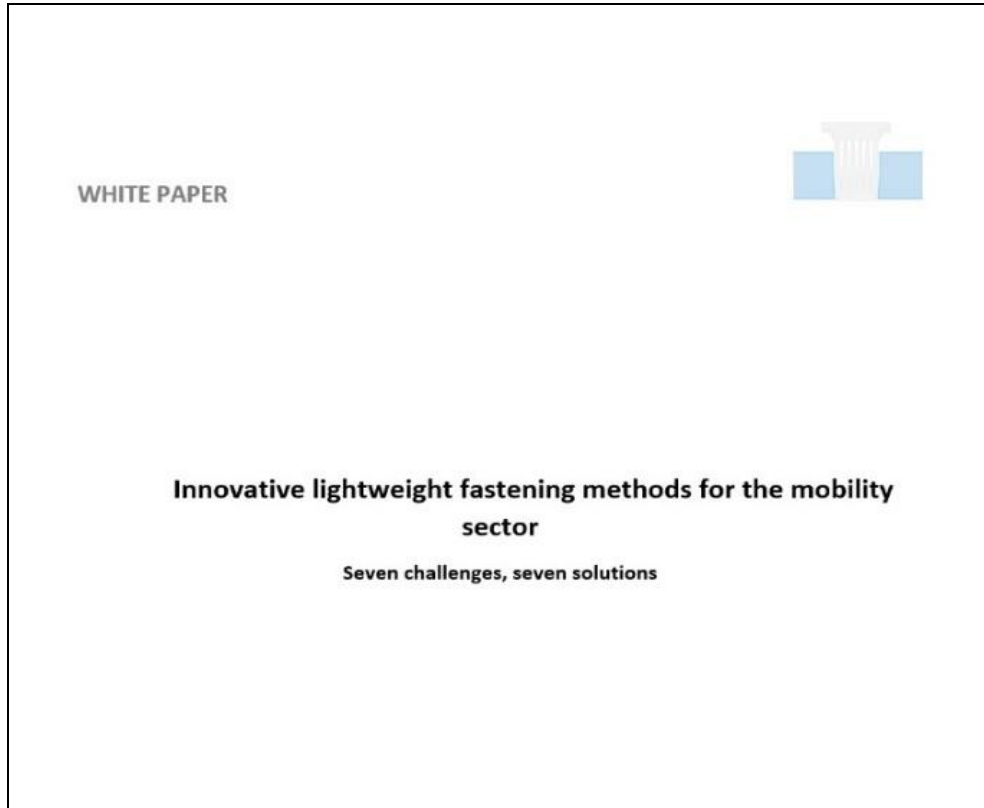 WHITE PAPER
Innovative lightweight fastening methods for the mobility
sector
Seven challenges, seven solutions